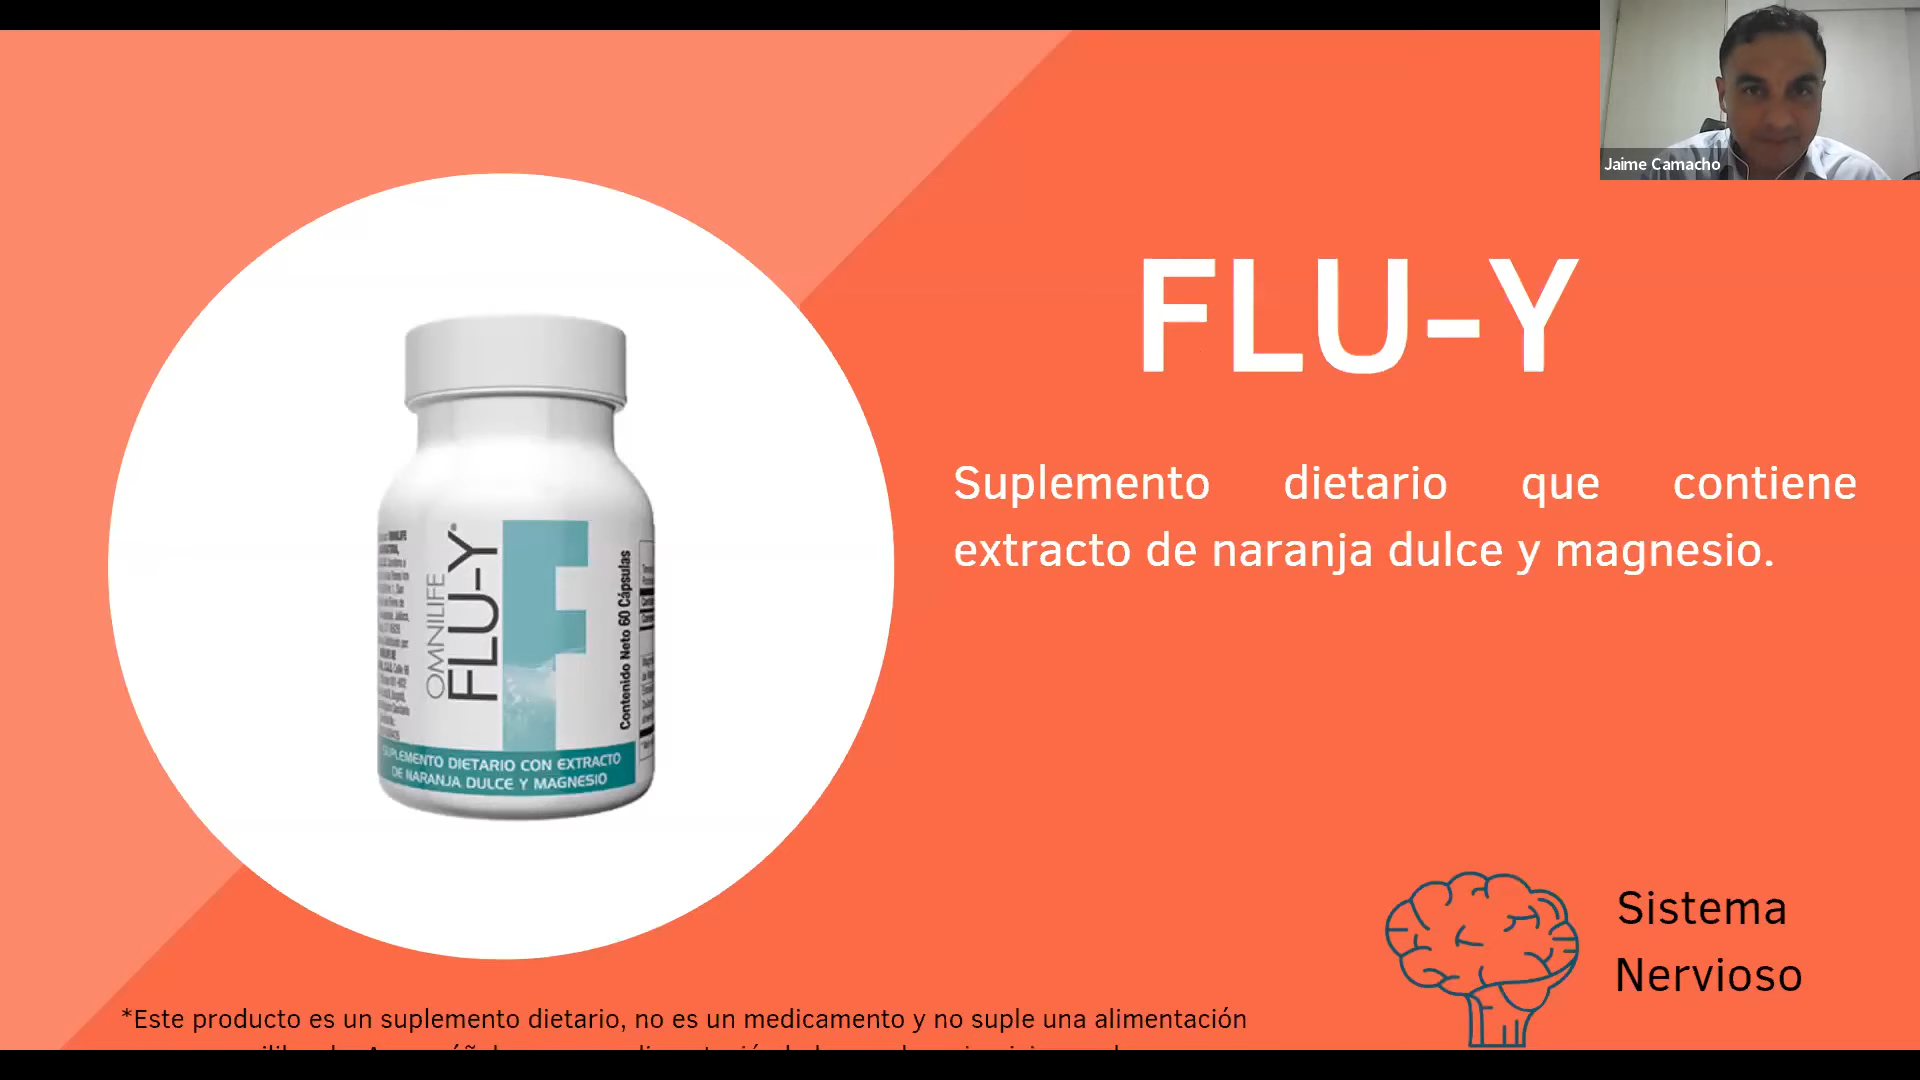 Jaime Camacho
FLU-Y
Suplemento dietario que contiene
extracto de naranja dulce y magnesio.
OMNILIFE
FLU-Y®
Contenido Neto 60 Cápsulas
SUPLEMENTO DIETARIO CON EXTRACTO
DE NARANJA DULCE Y MAGNESIO
Sistema
Nervioso
*Este producto es un suplemento dietario, no es un medicamento y no suple una alimentación